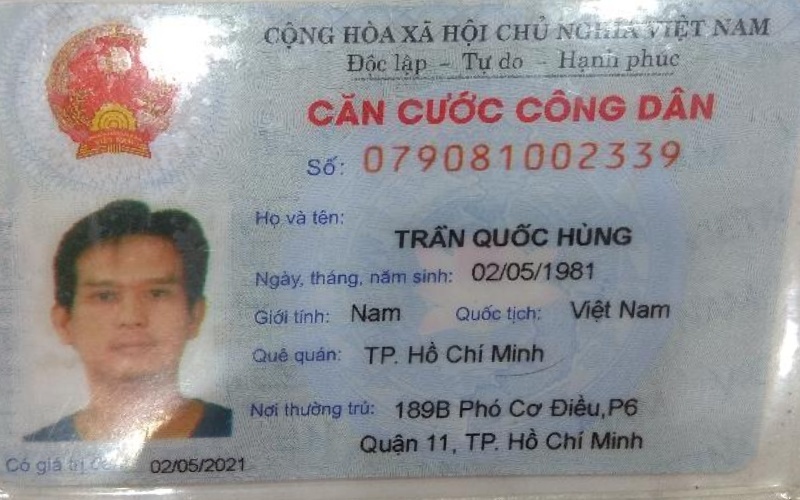 CỘNG HÒA XÃ HỘI CHỦ NGHĨA VIỆT NAM
Độc lập - Tự do - Hạnh phúc
CĂN CƯỚC CÔNG DÂN
Số: 079081002339
Họ và tên:
TRẦN QUỐC HÙNG
Ngày, tháng, năm sinh: 02/05/1981
Giới tính: Nam Quốc tịch: Việt Nam
Quê quán: TP. Hồ Chí Minh
Nơi thường trú: 189B Phó Cơ Điều,P6
Quận 11, TP. Hồ Chí Minh
Có giá trị 02/05/2021